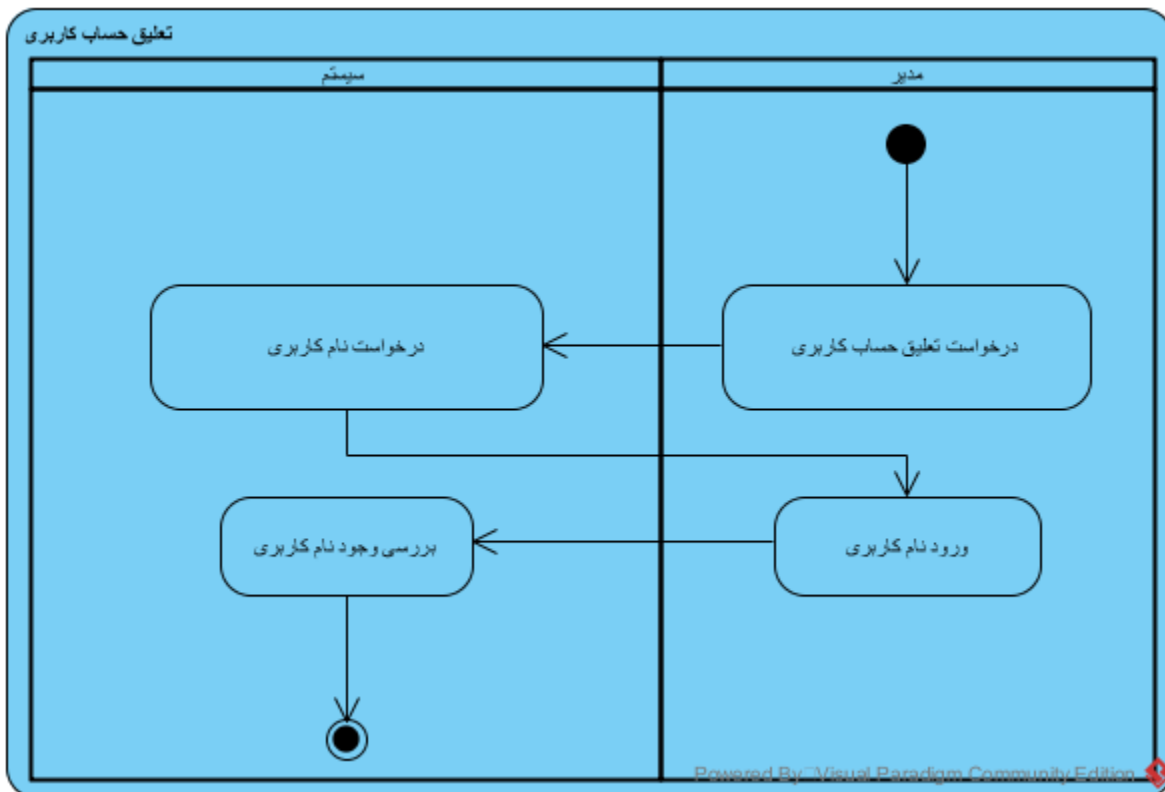 تعلیق حساب کاربری
مدیر
سیستم
درخواست تعلیق حساب کاربری
درخواست نام کاربری
ورود نام کاربری
بررسی وجود نام کاربری
Powered By Visual Paradigm Community Edition